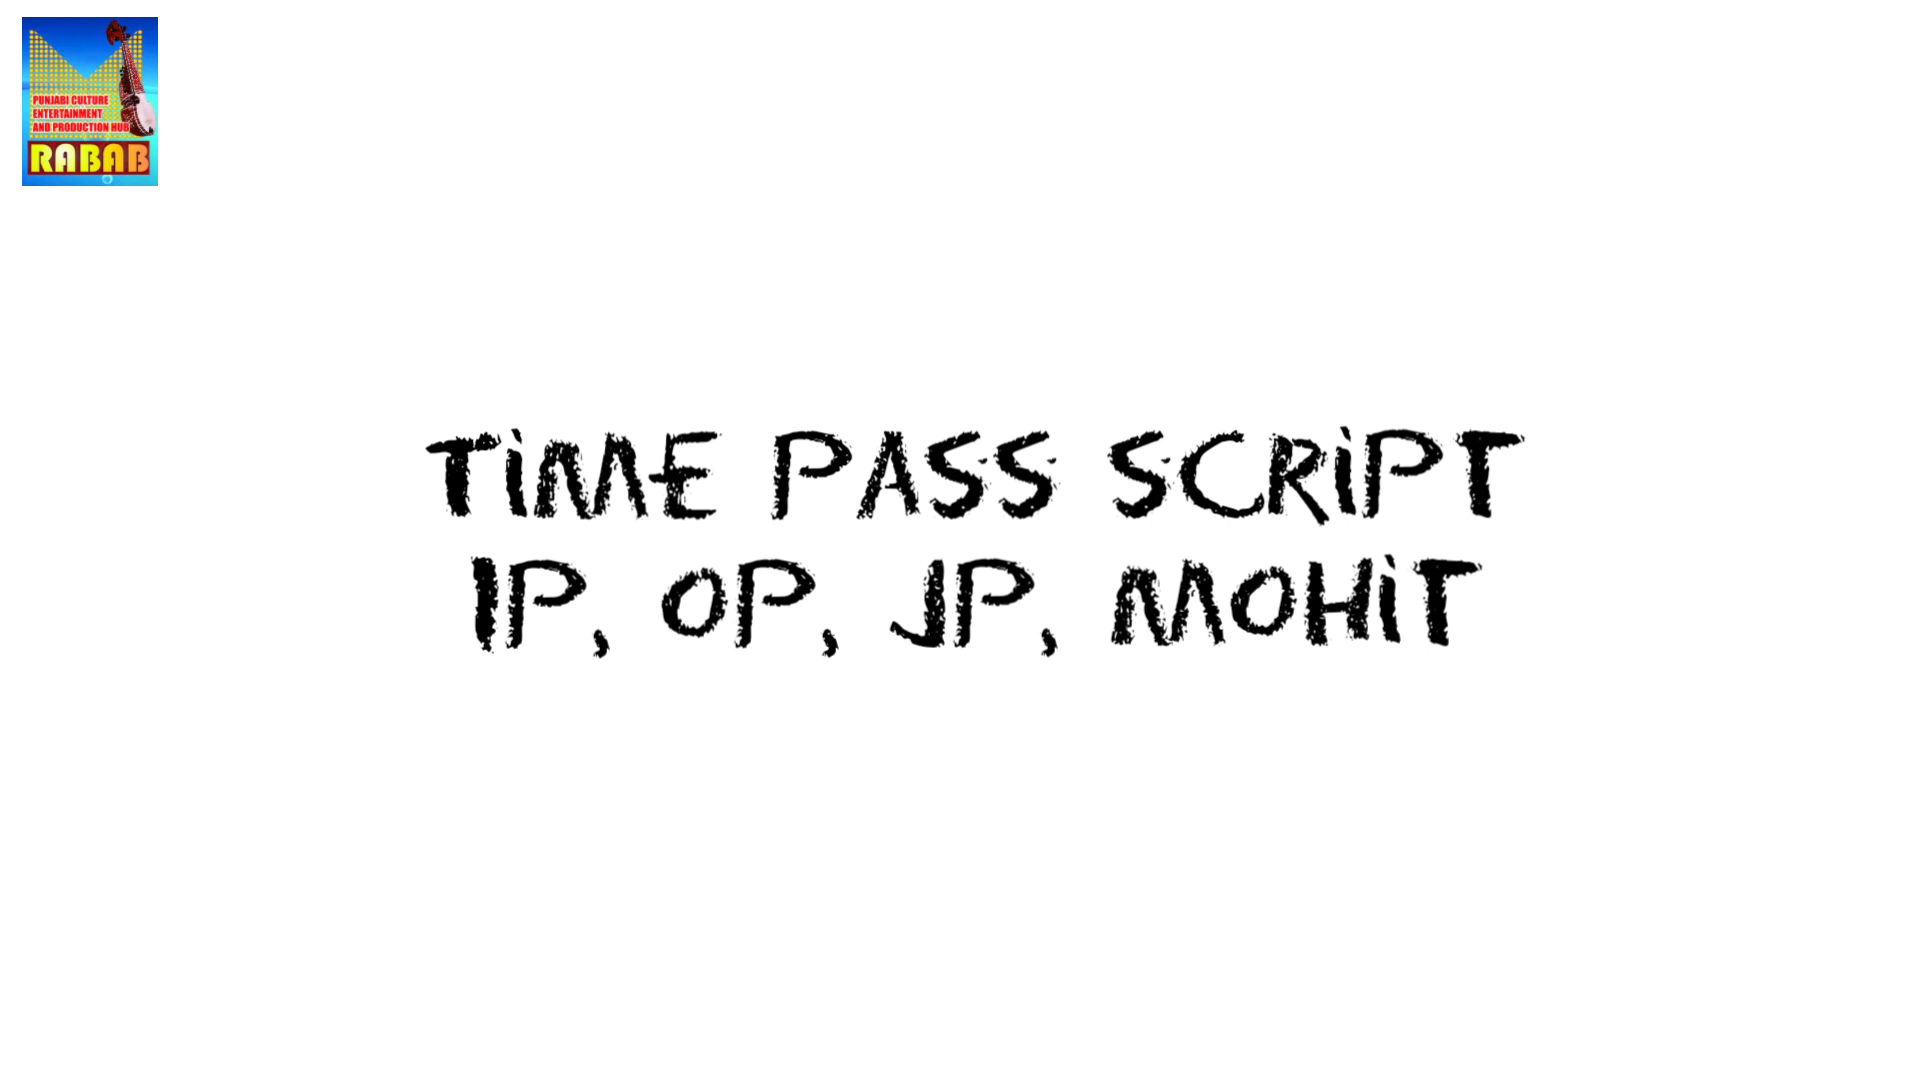 PUNJABI CULTURE
ENTERTAINMENT
AND PRODUCTION HUB
RABAB
TiME PASS SCRiPT
IP, OP, JP, MOHiT